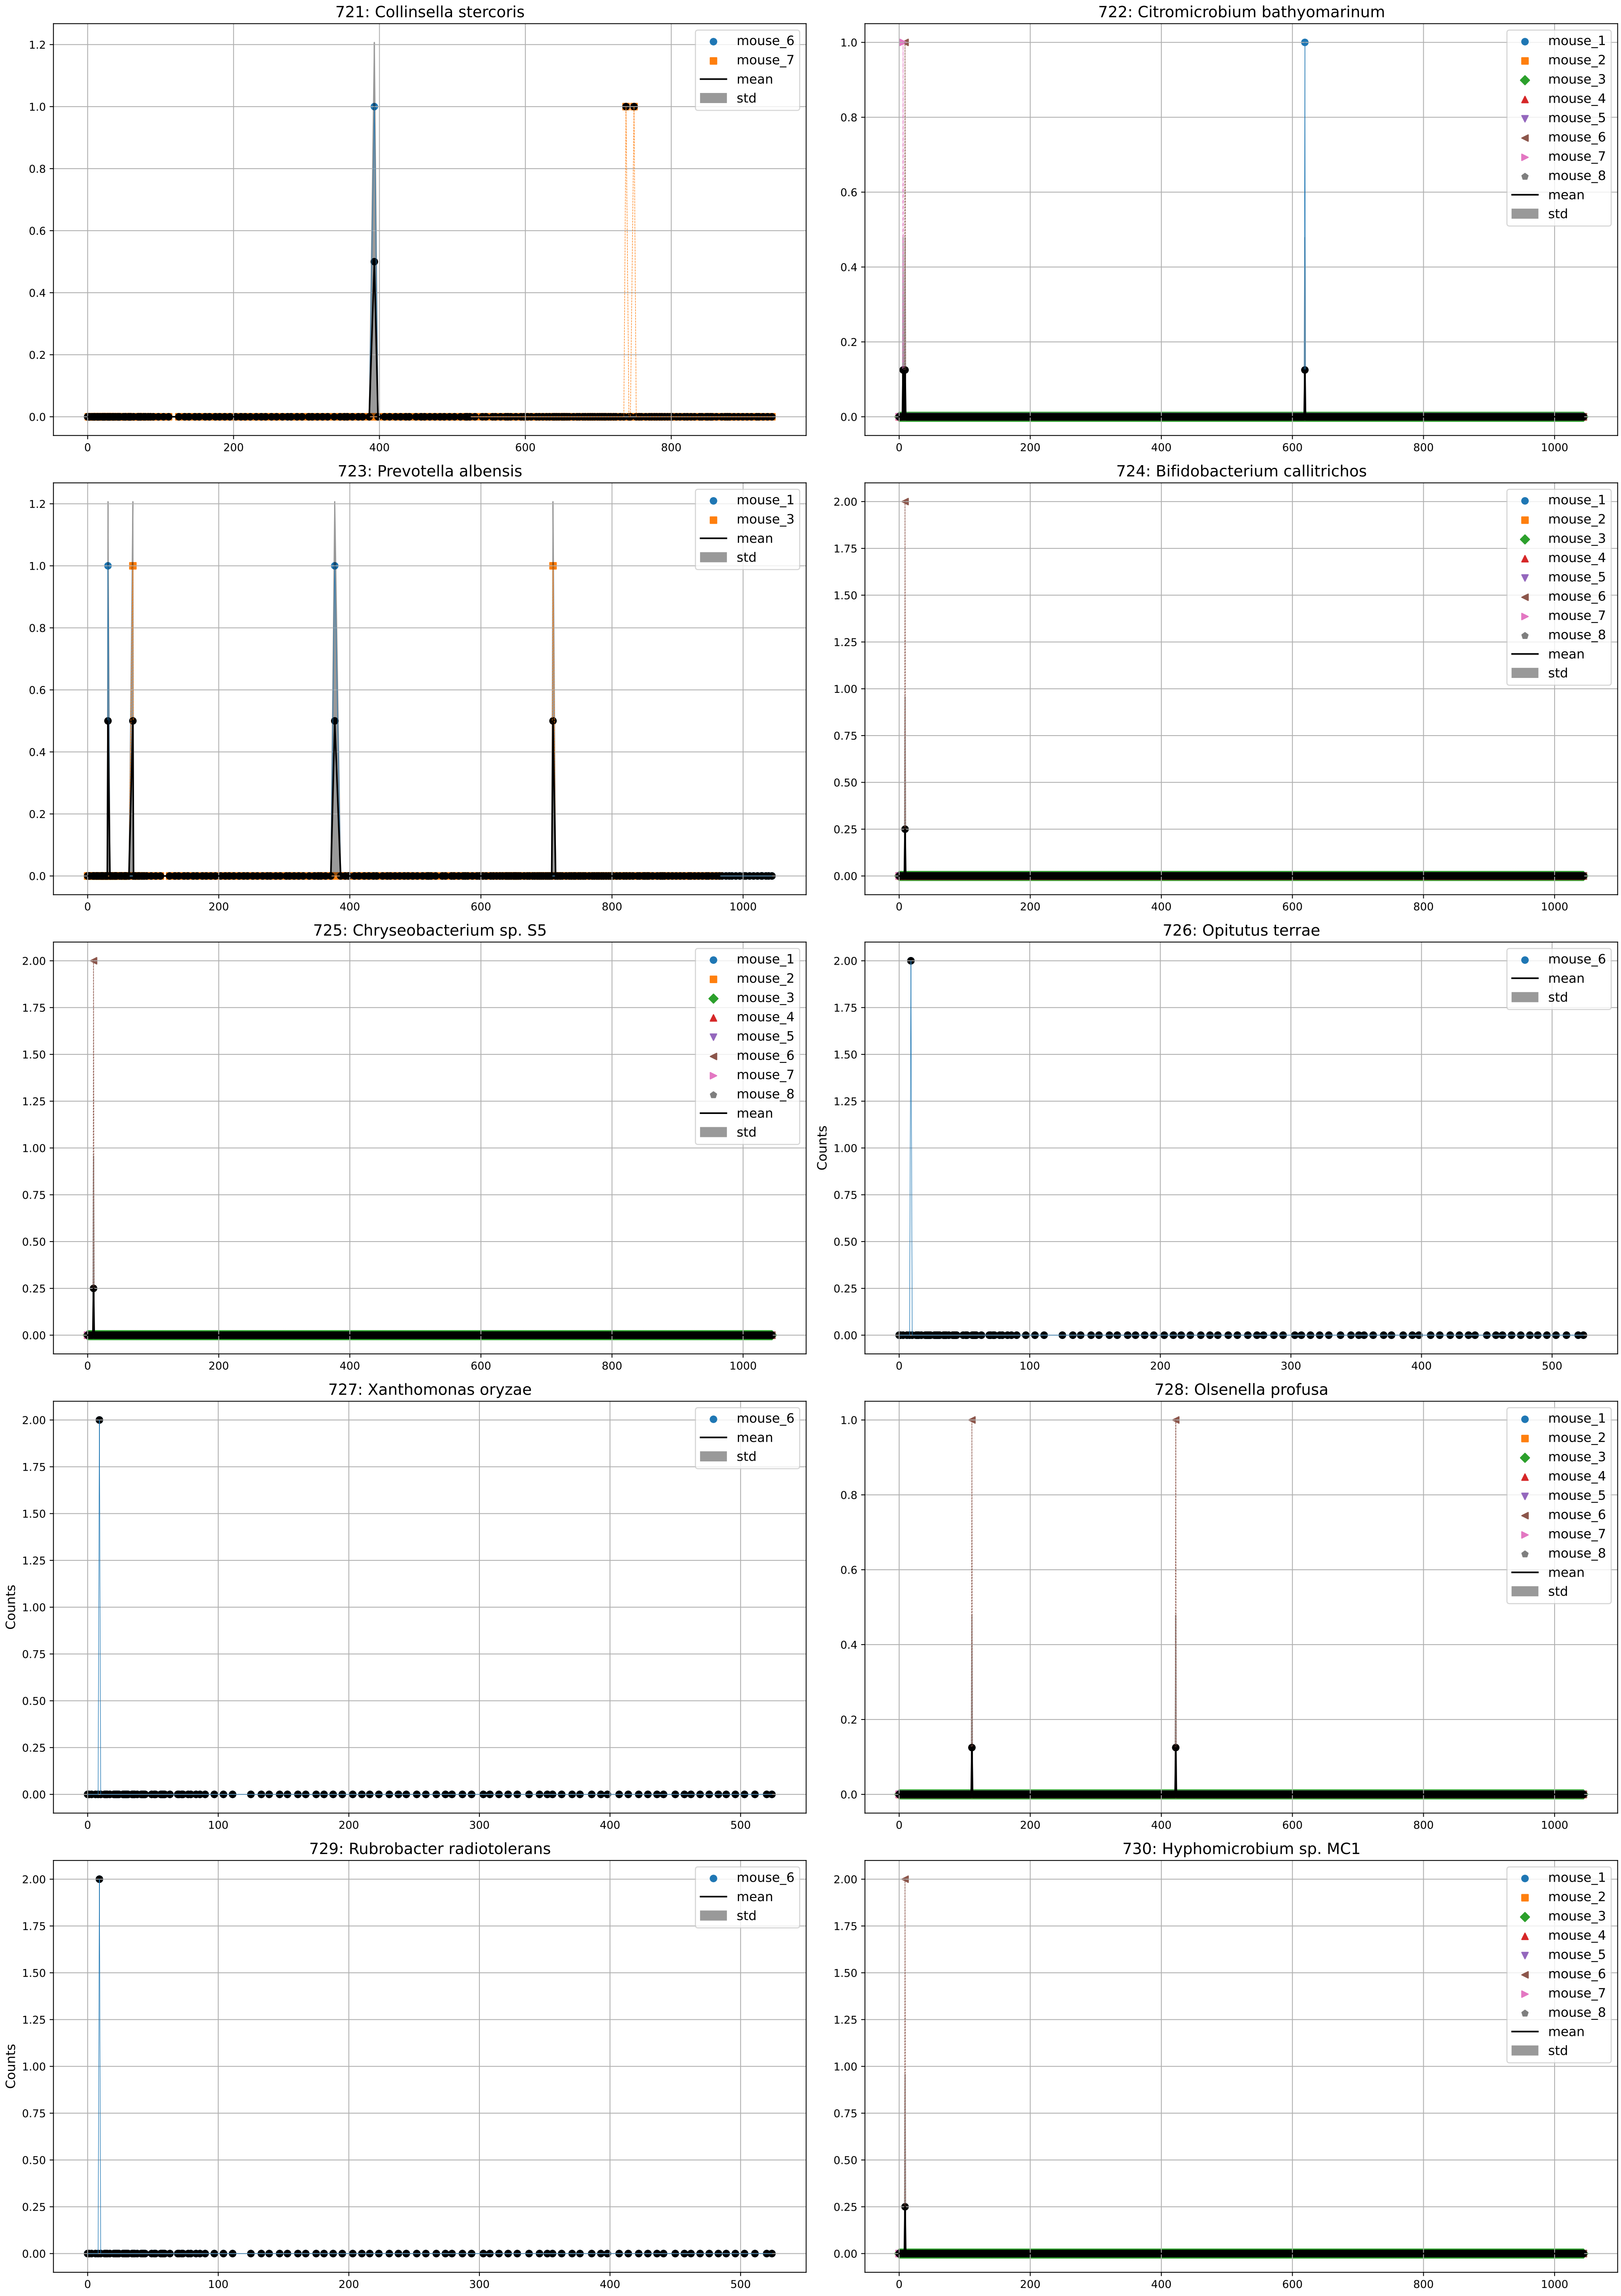 721: Collinsella stercoris
1.2
1.0
0.8
0.6
0.4
0.2
0.0
0 200 400 600 800
mouse_6
mouse_7
mean
std
722: Citromicrobium bathyomarinum
1.0
0.8
0.6
0.4
0.2
0.0
0 200 400 600 800 1000
mouse_1
mouse_2
mouse_3
mouse_4
mouse_5
mouse_6
mouse_7
mouse_8
mean
std
723: Prevotella albensis
1.2
1.0
0.8
0.6
0.4
0.2
0.0
0 200 400 600 800 1000
mouse_1
mouse_3
mean
std
724: Bifidobacterium callitrichos
2.00
1.75
1.50
1.25
1.00
0.75
0.50
0.25
0.00
0 200 400 600 800 1000
mouse_1
mouse_2
mouse_3
mouse_4
mouse_5
mouse_6
mouse_7
mouse_8
mean
std
725: Chryseobacterium sp. S5
2.00
1.75
1.50
1.25
1.00
0.75
0.50
0.25
0.00
0 200 400 600 800 1000
mouse_1
mouse_2
mouse_3
mouse_4
mouse_5
mouse_6
mouse_7
mouse_8
mean
std
726: Opitutus terrae
Counts
2.00
1.75
1.50
1.25
1.00
0.75
0.50
0.25
0.00
0 100 200 300 400 500
mouse_6
mean
std
727: Xanthomonas oryzae
Counts
2.00
1.75
1.50
1.25
1.00
0.75
0.50
0.25
0.00
0 100 200 300 400 500
mouse_6
mean
std
728: Olsenella profusa
1.0
0.8
0.6
0.4
0.2
0.0
0 200 400 600 800 1000
mouse_1
mouse_2
mouse_3
mouse_4
mouse_5
mouse_6
mouse_7
mouse_8
mean
std
729: Rubrobacter radiotolerans
Counts
2.00
1.75
1.50
1.25
1.00
0.75
0.50
0.25
0.00
0 100 200 300 400 500
mouse_6
mean
std
730: Hyphomicrobium sp. MC1
2.00
1.75
1.50
1.25
1.00
0.75
0.50
0.25
0.00
0 200 400 600 800 1000
mouse_1
mouse_2
mouse_3
mouse_4
mouse_5
mouse_6
mouse_7
mouse_8
mean
std